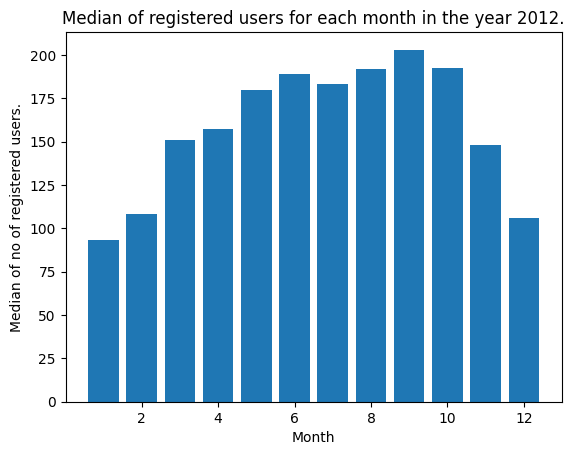 Median of registered users for each month in the year 2012.
Median of no of registered users.
200
175
150
125
100
75
50
25
0
2 4 6 8 10 12
Month